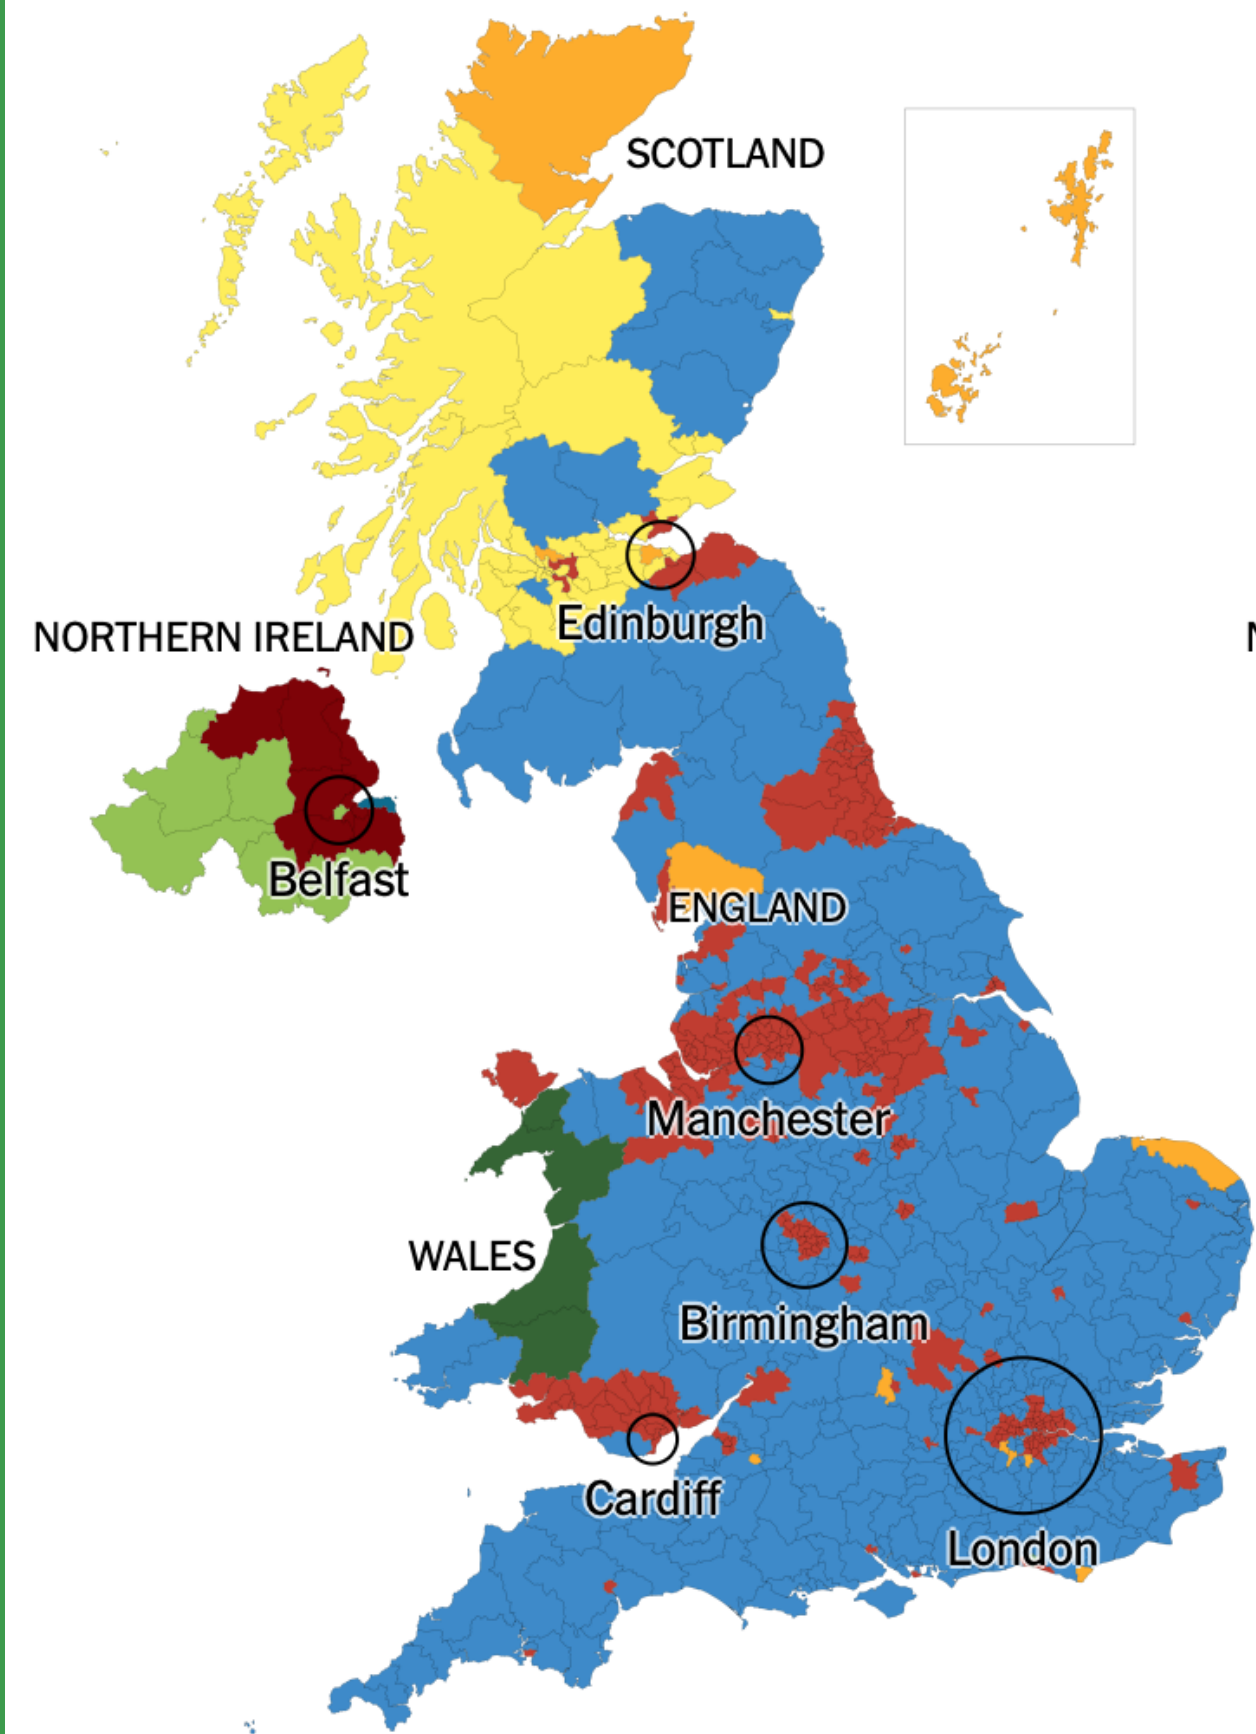 SCOTLAND
Edinburgh
NORTHERN IRELAND
Belfast
ENGLAND
Manchester
WALES
Birmingham
Cardiff
London